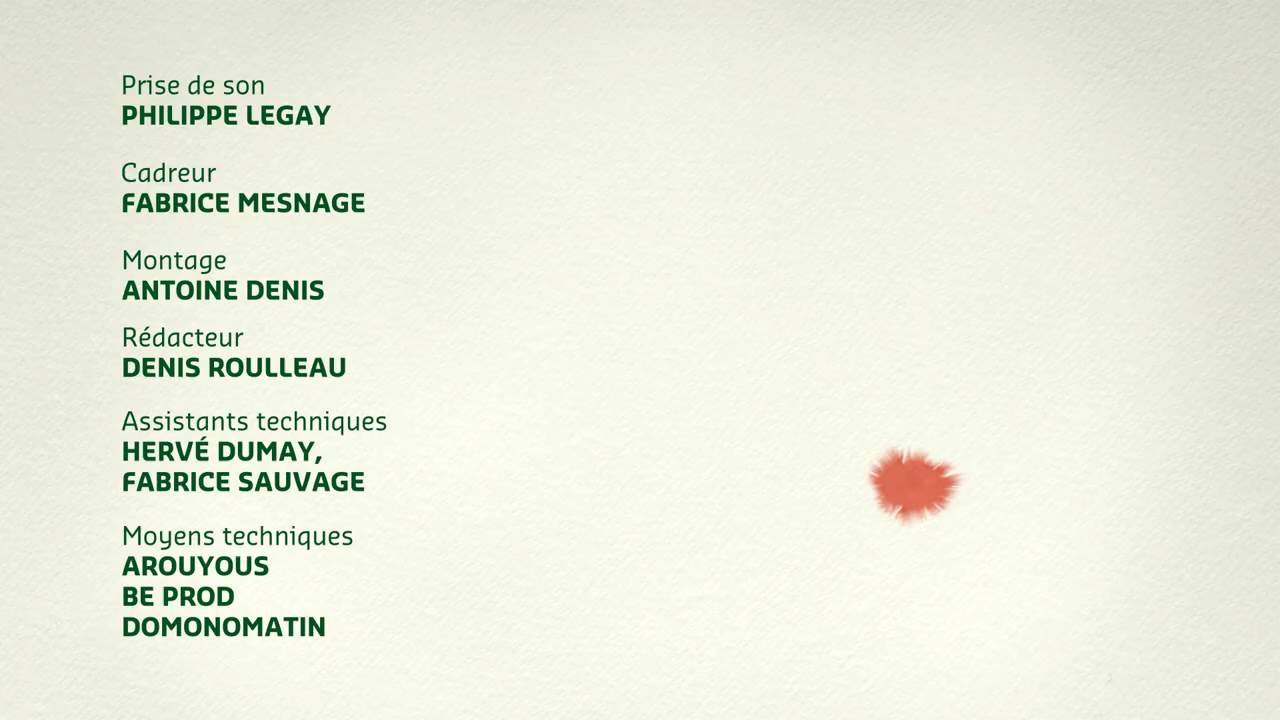 Prise de son
PHILIPPE LEGAY
Cadreur
FABRICE MESNAGE
Montage
ANTOINE DENIS
Rédacteur
DENIS ROULLEAU
Assistants techniques
HERVÉ DUMAY,
FABRICE SAUVAGE
Moyens techniques
AROUYOUS
BE PROD
DOMONOMATIN